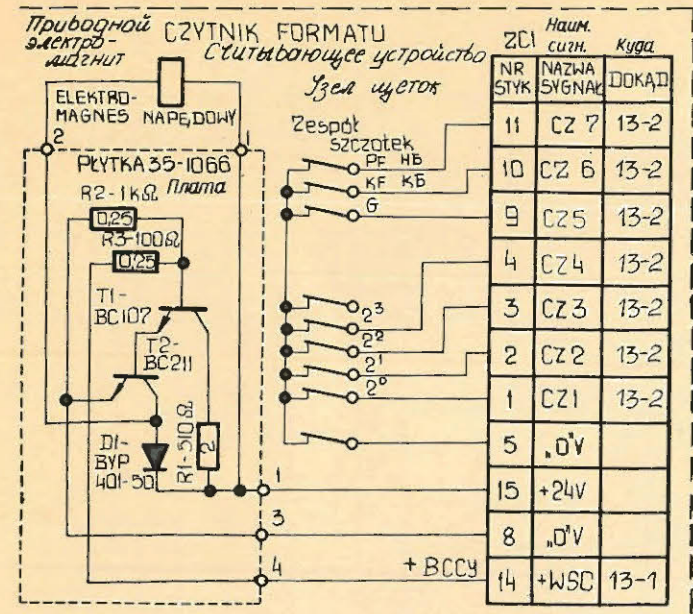 Приводной
электро-
магнит
CZYTNIK FORMATU
Считывающее устройство
Узел щеток
ELEKTRO-
MAGNES NAPĘDOWY
2
1
PŁYTKA 35-1066
Плата
R2-1kΩ
0,25
R3-100Ω
0,25
T1-
BC107
T2-
BC211
D1-
BYP
401-50
R1-510Ω
2
1
3
4
+ ВССУ
Zespół
szczotek
PF НБ
KF КБ
G
2³
2²
2¹
2⁰
ZC1 Наим. сигн. Куда
NR STYK NAZWA SYGNAŁ DOKĄD
11 CZ 7 13-2
10 CZ 6 13-2
9 CZ5 13-2
4 CZ4 13-2
3 CZ3 13-2
2 CZ2 13-2
1 CZ1 13-2
5 „0”V
15 +24V
8 „0”V
14 +WSC 13-1